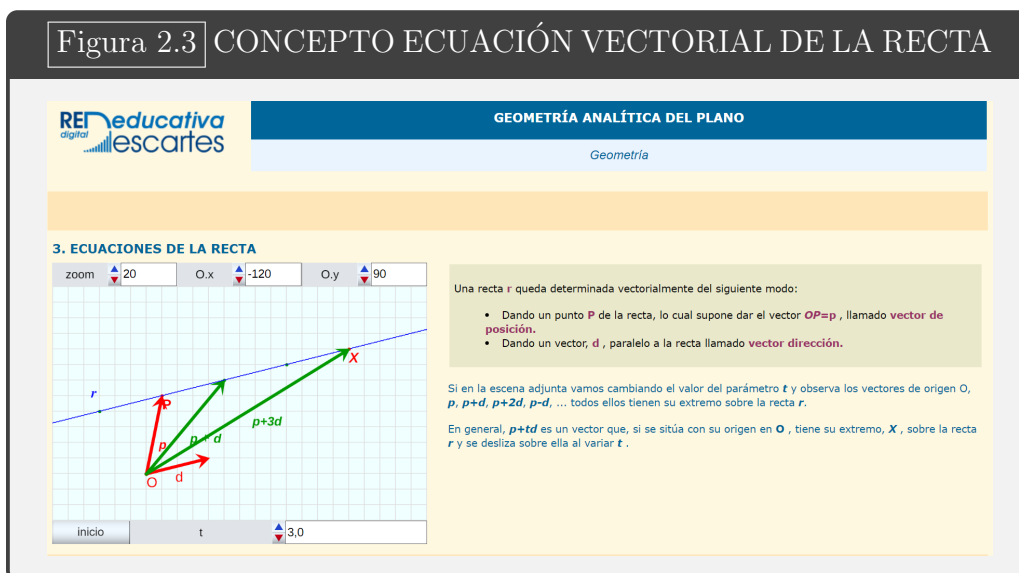 Figura 2.3 CONCEPTO ECUACIÓN VECTORIAL DE LA RECTA
RED educativa
digital descartes
GEOMETRÍA ANALÍTICA DEL PLANO
Geometría
3. ECUACIONES DE LA RECTA
zoom 20 O.x -120 O.y 90
Una recta r queda determinada vectorialmente del siguiente modo:
• Dando un punto P de la recta, lo cual supone dar el vector OP=p , llamado vector de
posición.
• Dando un vector, d , paralelo a la recta llamado vector dirección.
Si en la escena adjunta vamos cambiando el valor del parámetro t y observa los vectores de origen O,
p, p+d, p+2d, p-d, ... todos ellos tienen su extremo sobre la recta r.
En general, p+td es un vector que, si se sitúa con su origen en O , tiene su extremo, X , sobre la recta
r y se desliza sobre ella al variar t .
X
r
P
p+3d
p + d
p
d
O
inicio t 3,0